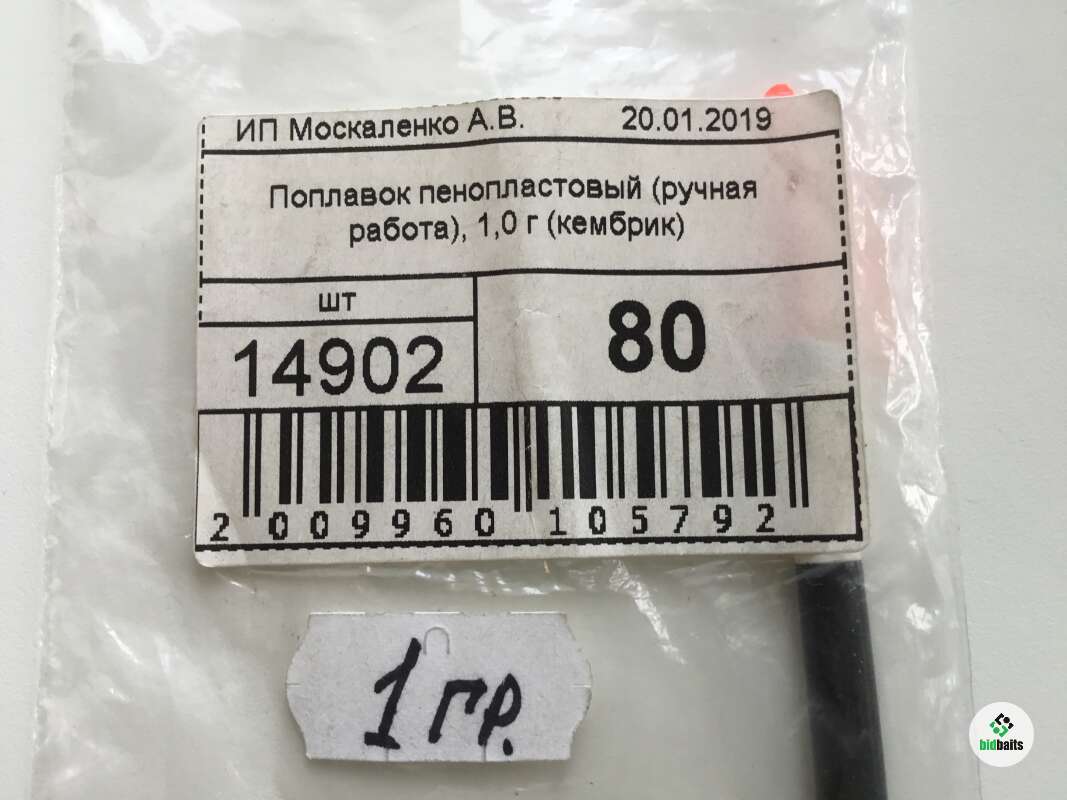 ИП Москаленко А.В. 20.01.2019
Поплавок пенопластовый (ручная
работа), 1,0 г (кембрик)
шт
14902
80
2 009960 105792
1 гр.
bidbaits